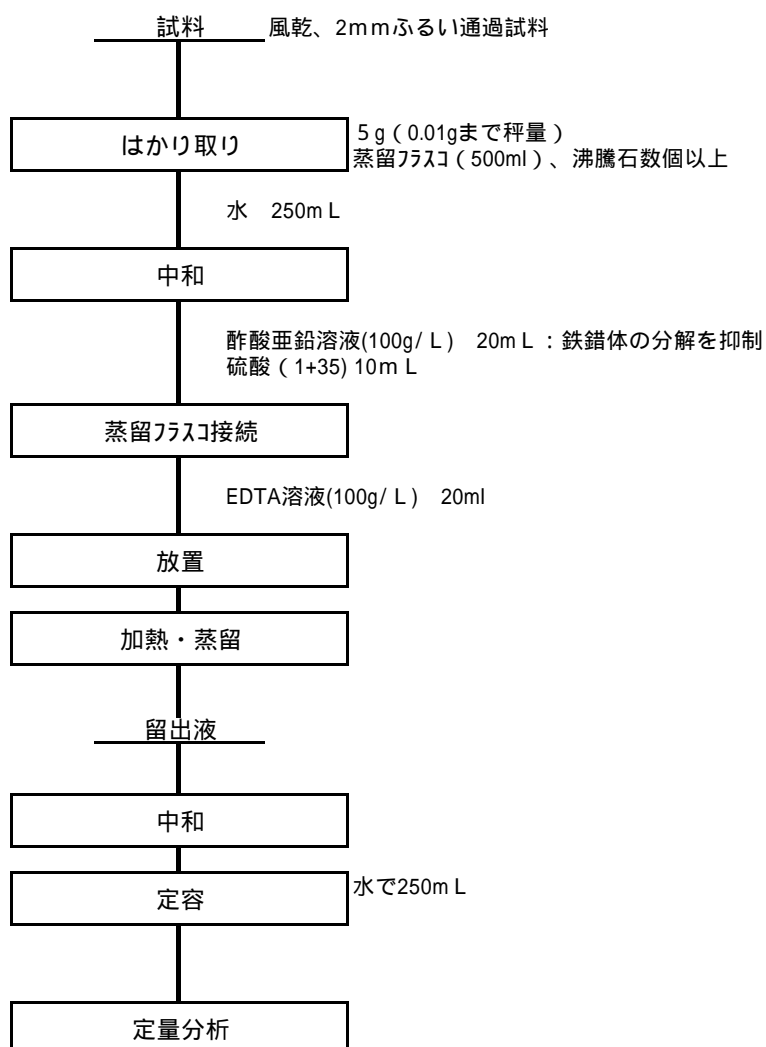 試料　　風乾、2ｍｍふるい通過試料
はかり取り
５g（0.01gまで秤量）
蒸留ﾌﾗｽｺ（500ml）、沸騰石数個以上
水　250ｍＬ
中和
酢酸亜鉛溶液(100g/Ｌ)　20ｍＬ：鉄錯体の分解を抑制
硫酸（1+35) 10ｍＬ
蒸留ﾌﾗｽｺ接続
EDTA溶液(100g/Ｌ)　20ml
放置
加熱・蒸留
留出液
中和
定容
水で250ｍＬ
定量分析